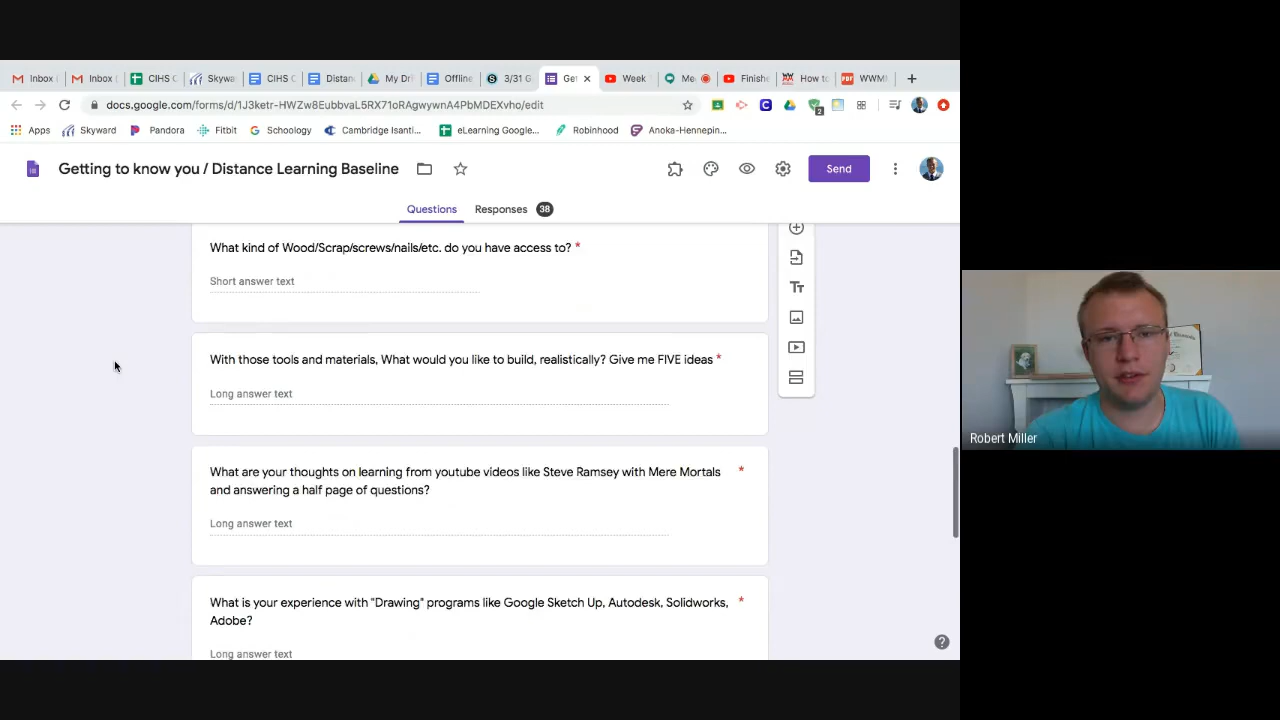 Inbox
Inbox
CIHS C
Skywa
CIHS C
Distan
My Dri
Offline
3/31 G
Get
Week
Me
Finishe
How to
WWM
docs.google.com/forms/d/1J3ketr-HWZw8EubbvaL5RX71oRAgwywnA4PbMDEXvho/edit
2
Apps
Skyward
Pandora
Fitbit
Schoology
Cambridge Isanti...
eLearning Google...
Robinhood
Anoka-Hennepin...
Getting to know you / Distance Learning Baseline
Send
Questions
Responses 38
What kind of Wood/Scrap/screws/nails/etc. do you have access to? *
Short answer text
Tт
With those tools and materials, What would you like to build, realistically? Give me FIVE ideas *
Long answer text
Robert Miller
What are your thoughts on learning from youtube videos like Steve Ramsey with Mere Mortals *
and answering a half page of questions?
Long answer text
What is your experience with "Drawing" programs like Google Sketch Up, Autodesk, Solidworks, *
Adobe?
Long answer text